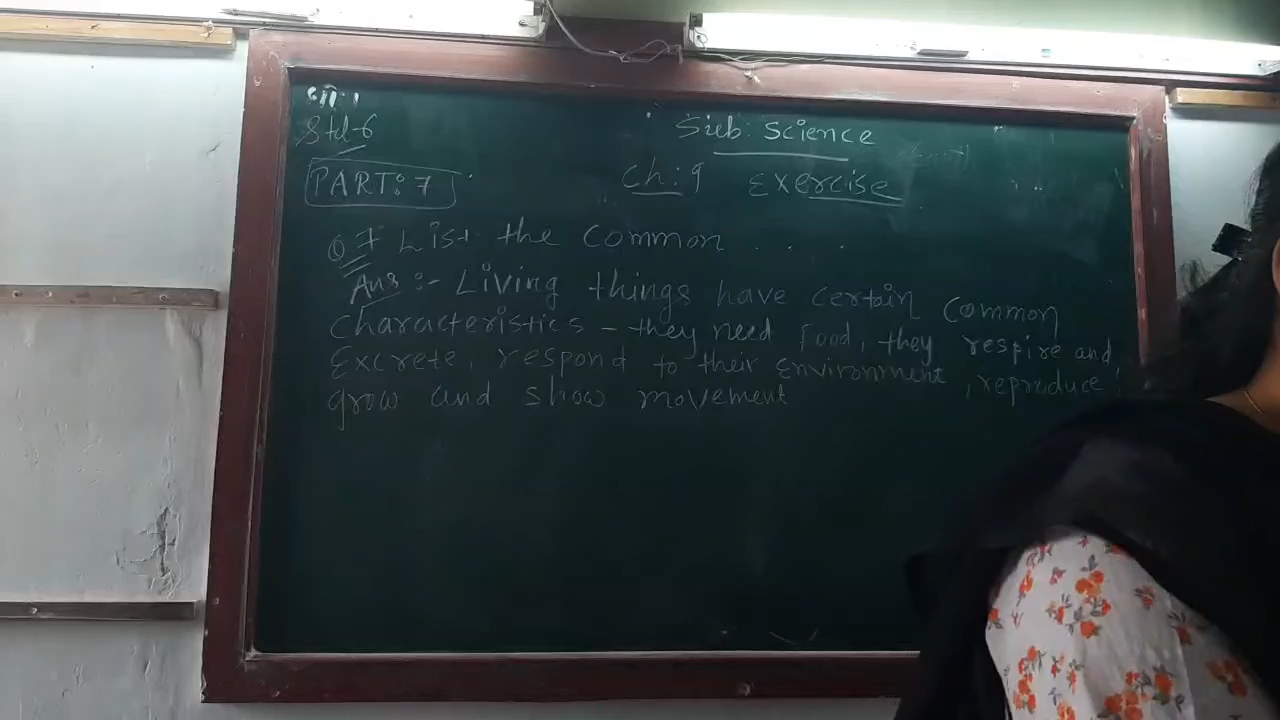 Std-6
Sub: Science
PART: 7
Ch: 9 Exercise
Q 7 List the common . . .
Ans :- Living things have certain common
characteristics - they need food, they respire and
excrete, respond to their environment, reproduce,
grow and show movement